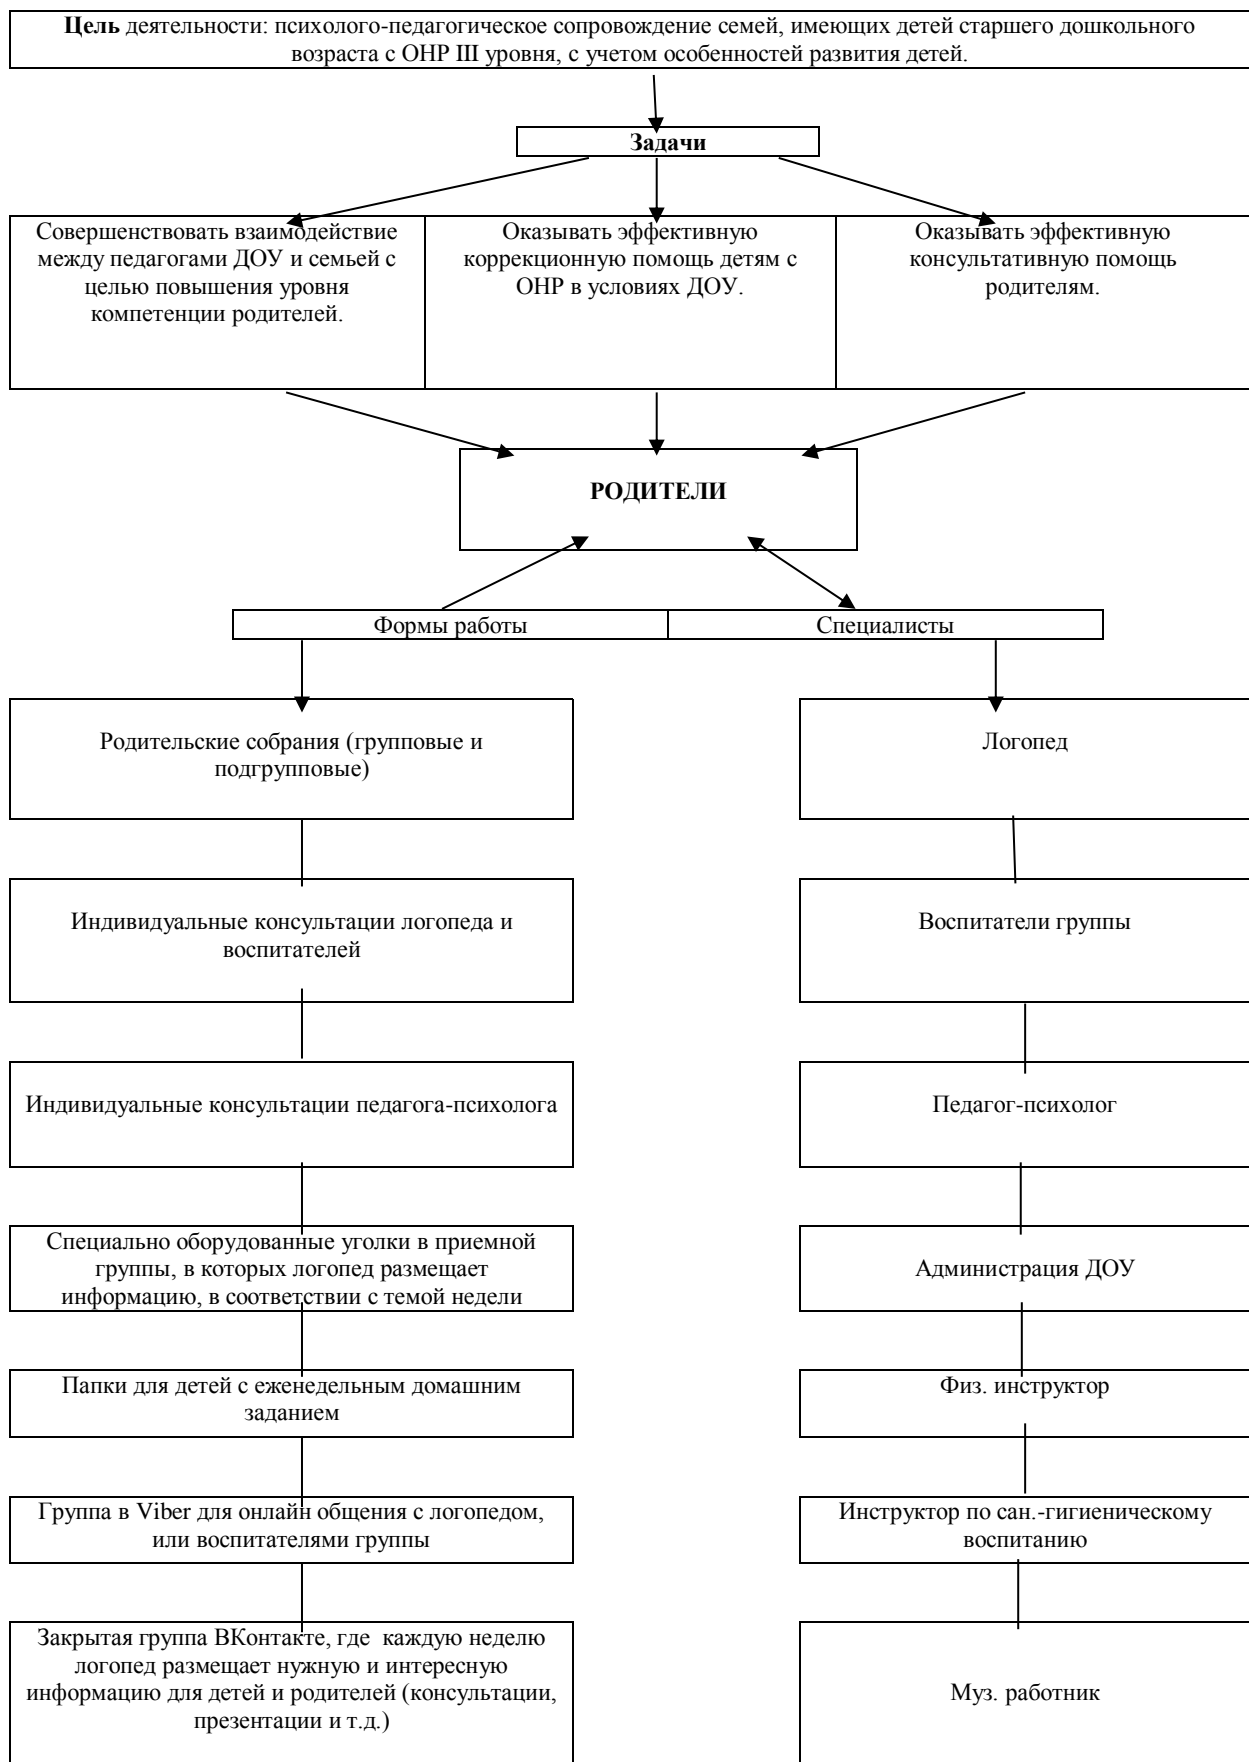 Цель деятельности: психолого-педагогическое сопровождение семей, имеющих детей старшего дошкольного
возраста с ОНР III уровня, с учетом особенностей развития детей.
Задачи
Совершенствовать взаимодействие
между педагогами ДОУ и семьей с
целью повышения уровня
компетенции родителей.
Оказывать эффективную
коррекционную помощь детям с
ОНР в условиях ДОУ.
Оказывать эффективную
консультативную помощь
родителям.
РОДИТЕЛИ
Формы работы
Специалисты
Родительские собрания (групповые и
подгрупповые)
Логопед
Индивидуальные консультации логопеда и
воспитателей
Воспитатели группы
Индивидуальные консультации педагога-психолога
Педагог-психолог
Специально оборудованные уголки в приемной
группы, в которых логопед размещает
информацию, в соответствии с темой недели
Администрация ДОУ
Папки для детей с еженедельным домашним
заданием
Физ. инструктор
Группа в Viber для онлайн общения с логопедом,
или воспитателями группы
Инструктор по сан.-гигиеническому
воспитанию
Закрытая группа ВКонтакте, где  каждую неделю
логопед размещает нужную и интересную
информацию для детей и родителей (консультации,
презентации и т.д.)
Муз. работник